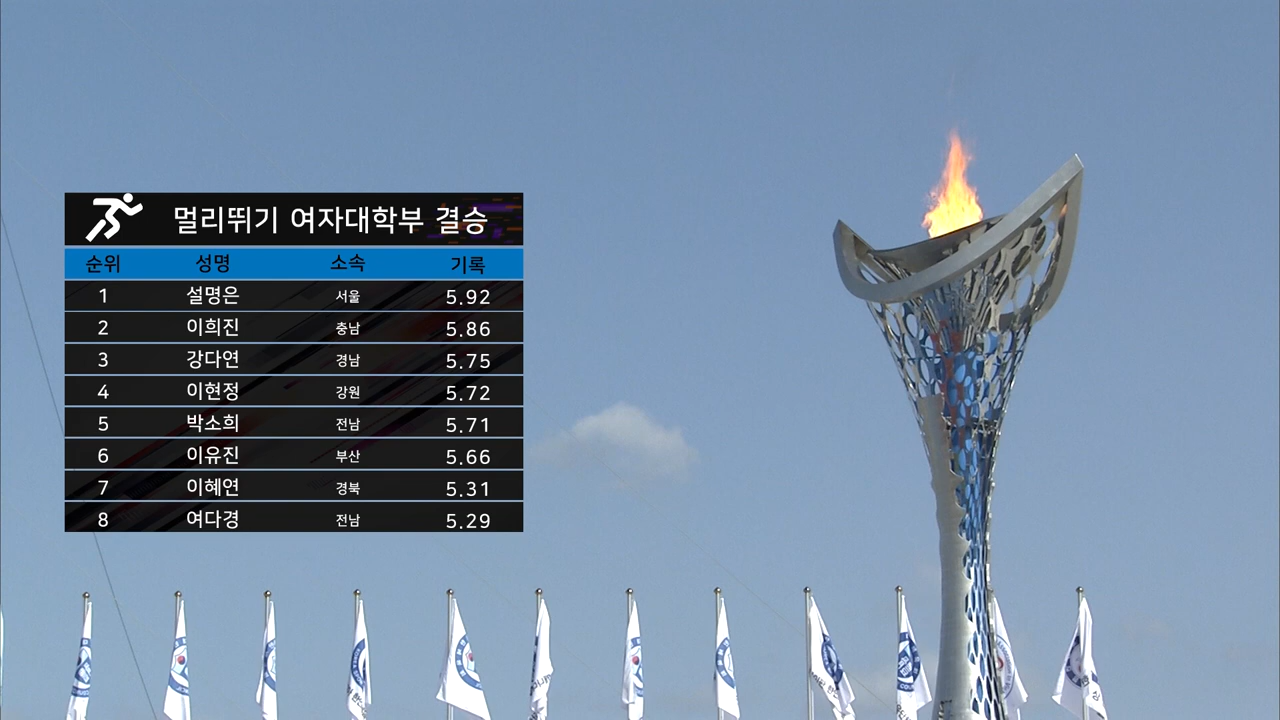 멀리뛰기 여자대학부 결승
순위 성명 소속 기록
1 설명은 서울 5.92
2 이희진 충남 5.86
3 강다연 경남 5.75
4 이현정 강원 5.72
5 박소희 전남 5.71
6 이유진 부산 5.66
7 이혜연 경북 5.31
8 여다경 전남 5.29